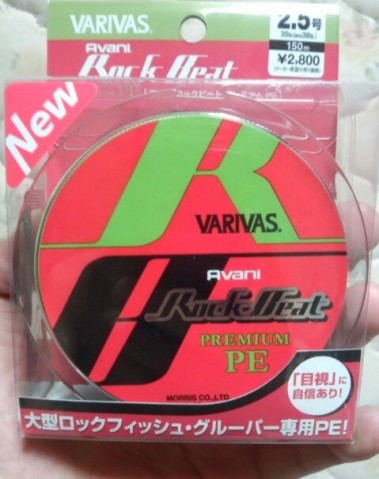 VARIVAS
Avani
Rock Beat
PE
2.5号
150m
¥2,800
New
VARIVAS.
Avani
Rock Beat
PREMIUM
PE
MORRIS CO.,LTD
「目視」に
自信あり!
大型ロックフィッシュ・グルーパー専用PE!